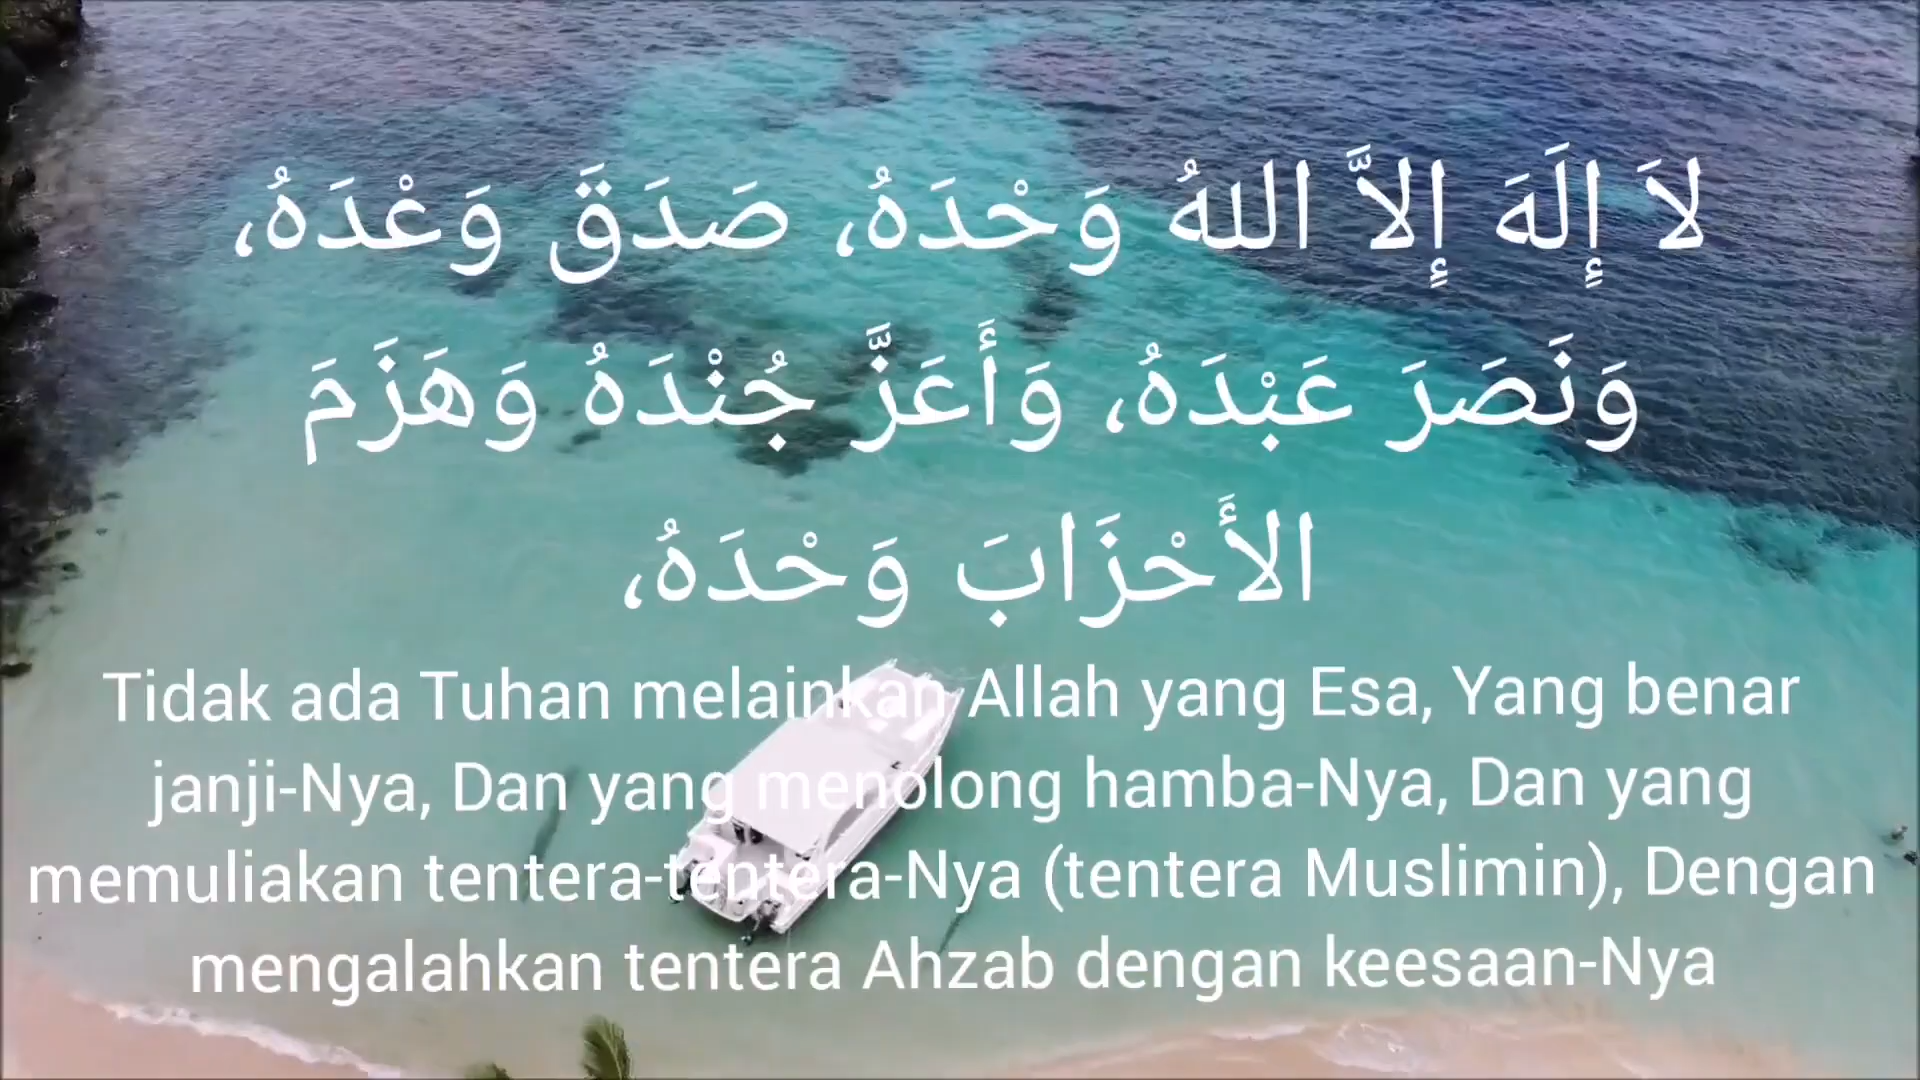 لاَ إِلَهَ إِلاَّ اللهُ وَحْدَهُ، صَدَقَ وَعْدَهُ،
وَنَصَرَ عَبْدَهُ، وَأَعَزَّ جُنْدَهُ وَهَزَمَ
الأَحْزَابَ وَحْدَهُ،
Tidak ada Tuhan melainkan Allah yang Esa, Yang benar
janji-Nya, Dan yang menolong hamba-Nya, Dan yang
memuliakan tentera-tentera-Nya (tentera Muslimin), Dengan
mengalahkan tentera Ahzab dengan keesaan-Nya